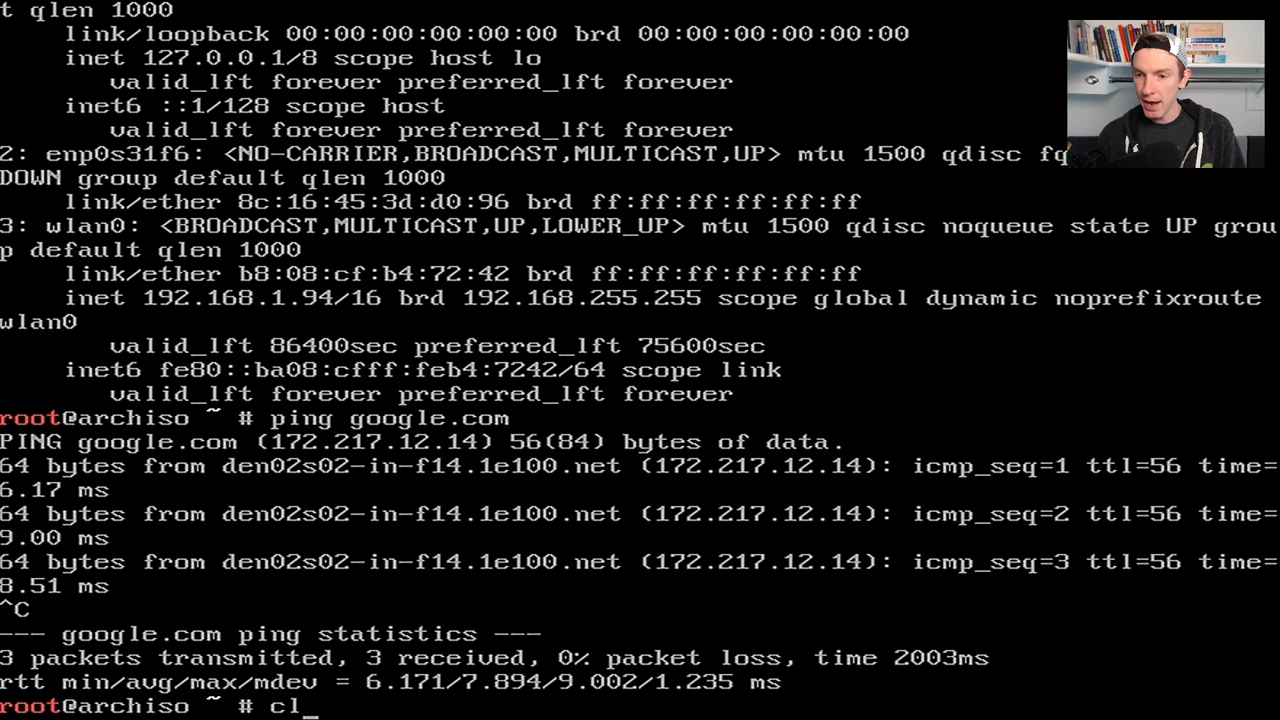 t qlen 1000
link/loopback 00:00:00:00:00:00 brd 00:00:00:00:00:00
inet 127.0.0.1/8 scope host lo
valid_lft forever preferred_lft forever
inet6 ::1/128 scope host
valid_lft forever preferred_lft forever
2: enp0s31f6: <NO-CARRIER,BROADCAST,MULTICAST,UP> mtu 1500 qdisc fq
DOWN group default qlen 1000
link/ether 8c:16:45:3d:d0:96 brd ff:ff:ff:ff:ff:ff
3: wlan0: <BROADCAST,MULTICAST,UP,LOWER_UP> mtu 1500 qdisc noqueue state UP grou
p default qlen 1000
link/ether b8:08:cf:b4:72:42 brd ff:ff:ff:ff:ff:ff
inet 192.168.1.94/16 brd 192.168.255.255 scope global dynamic noprefixroute
wlan0
valid_lft 86400sec preferred_lft 75600sec
inet6 fe80::ba08:cfff:feb4:7242/64 scope link
valid_lft forever preferred_lft forever
root@archiso ~ # ping google.com
PING google.com (172.217.12.14) 56(84) bytes of data.
64 bytes from den02s02-in-f14.1e100.net (172.217.12.14): icmp_seq=1 ttl=56 time=
6.17 ms
64 bytes from den02s02-in-f14.1e100.net (172.217.12.14): icmp_seq=2 ttl=56 time=
9.00 ms
64 bytes from den02s02-in-f14.1e100.net (172.217.12.14): icmp_seq=3 ttl=56 time=
8.51 ms
^C
--- google.com ping statistics ---
3 packets transmitted, 3 received, 0% packet loss, time 2003ms
rtt min/avg/max/mdev = 6.171/7.894/9.002/1.235 ms
root@archiso ~ # cl_